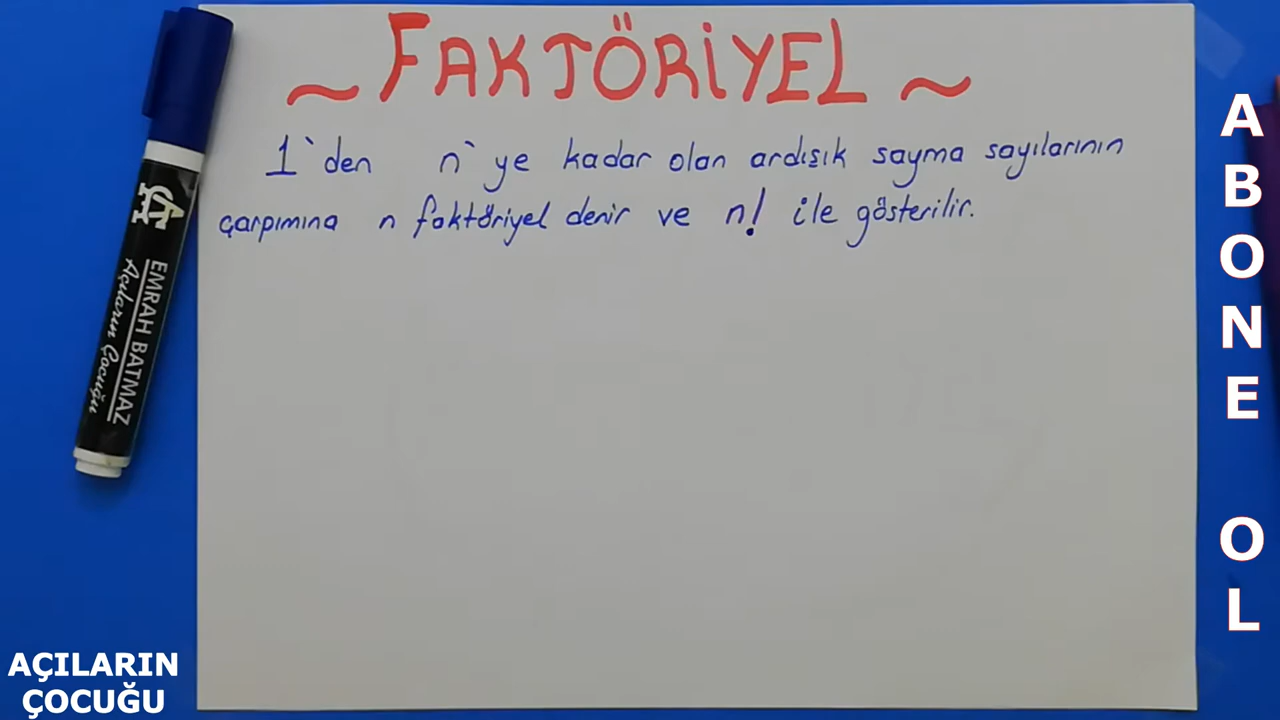 ~ FAKTÖRİYEL ~
1`den n`ye kadar olan ardışık sayma sayılarının
çarpımına n faktöriyel denir ve n! ile gösterilir.
EMRAH BATMAZ
Açıların Çocuğu
AÇILARIN
ÇOCUĞU
ABONE OL